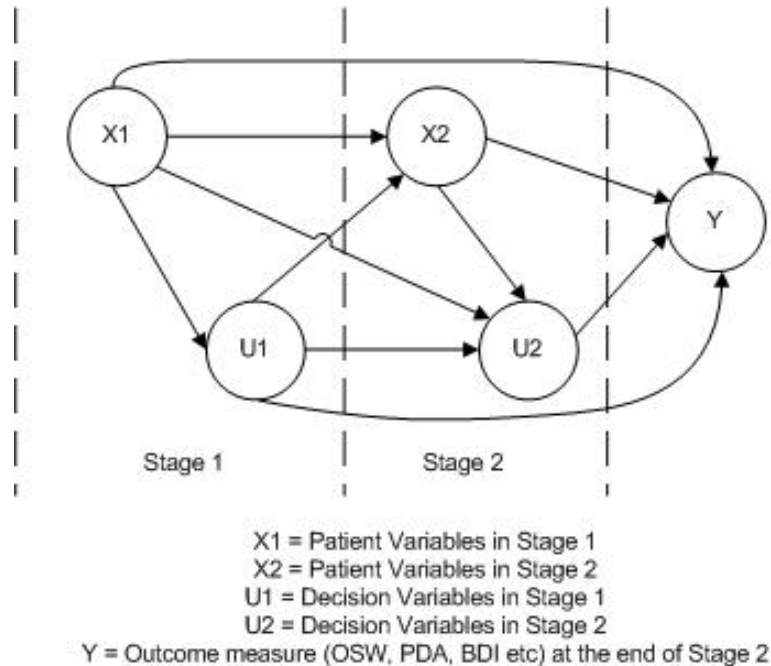 X1
X2
Y
U1
U2
Stage 1
Stage 2
X1 = Patient Variables in Stage 1
X2 = Patient Variables in Stage 2
U1 = Decision Variables in Stage 1
U2 = Decision Variables in Stage 2
Y = Outcome measure (OSW, PDA, BDI etc) at the end of Stage 2